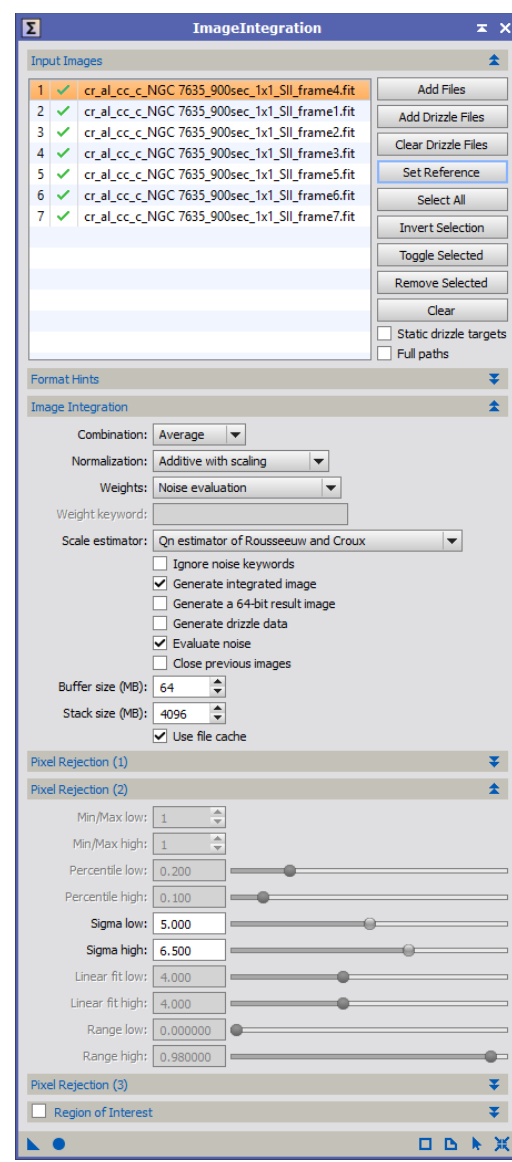 Σ ImageIntegration
Input Images
1 ✓ cr_al_cc_c_NGC 7635_900sec_1x1_SII_frame4.fit
2 ✓ cr_al_cc_c_NGC 7635_900sec_1x1_SII_frame1.fit
3 ✓ cr_al_cc_c_NGC 7635_900sec_1x1_SII_frame2.fit
4 ✓ cr_al_cc_c_NGC 7635_900sec_1x1_SII_frame3.fit
5 ✓ cr_al_cc_c_NGC 7635_900sec_1x1_SII_frame5.fit
6 ✓ cr_al_cc_c_NGC 7635_900sec_1x1_SII_frame6.fit
7 ✓ cr_al_cc_c_NGC 7635_900sec_1x1_SII_frame7.fit
Add Files
Add Drizzle Files
Clear Drizzle Files
Set Reference
Select All
Invert Selection
Toggle Selected
Remove Selected
Clear
Static drizzle targets
Full paths
Format Hints
Image Integration
Combination: Average
Normalization: Additive with scaling
Weights: Noise evaluation
Weight keyword:
Scale estimator: Qn estimator of Rousseeuw and Croux
Ignore noise keywords
Generate integrated image
Generate a 64-bit result image
Generate drizzle data
Evaluate noise
Close previous images
Buffer size (MB): 64
Stack size (MB): 4096
Use file cache
Pixel Rejection (1)
Pixel Rejection (2)
Min/Max low: 1
Min/Max high: 1
Percentile low: 0.200
Percentile high: 0.100
Sigma low: 5.000
Sigma high: 6.500
Linear fit low: 4.000
Linear fit high: 4.000
Range low: 0.000000
Range high: 0.980000
Pixel Rejection (3)
Region of Interest